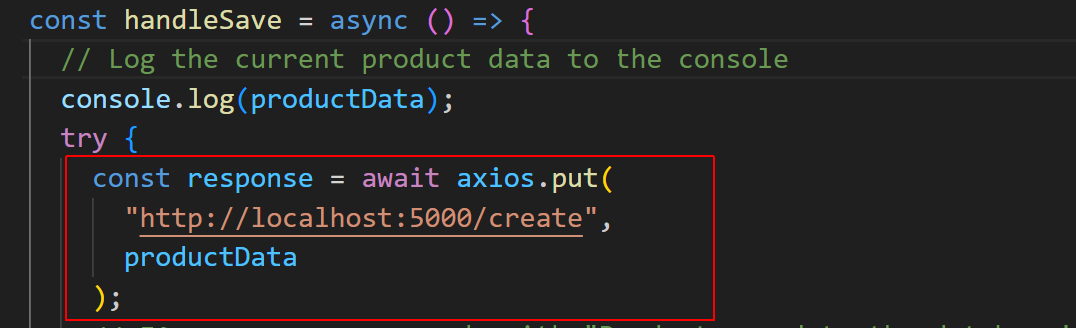 const handleSave = async () => {
// Log the current product data to the console
console.log(productData);
try {
const response = await axios.put(
"http://localhost:5000/create",
productData
);